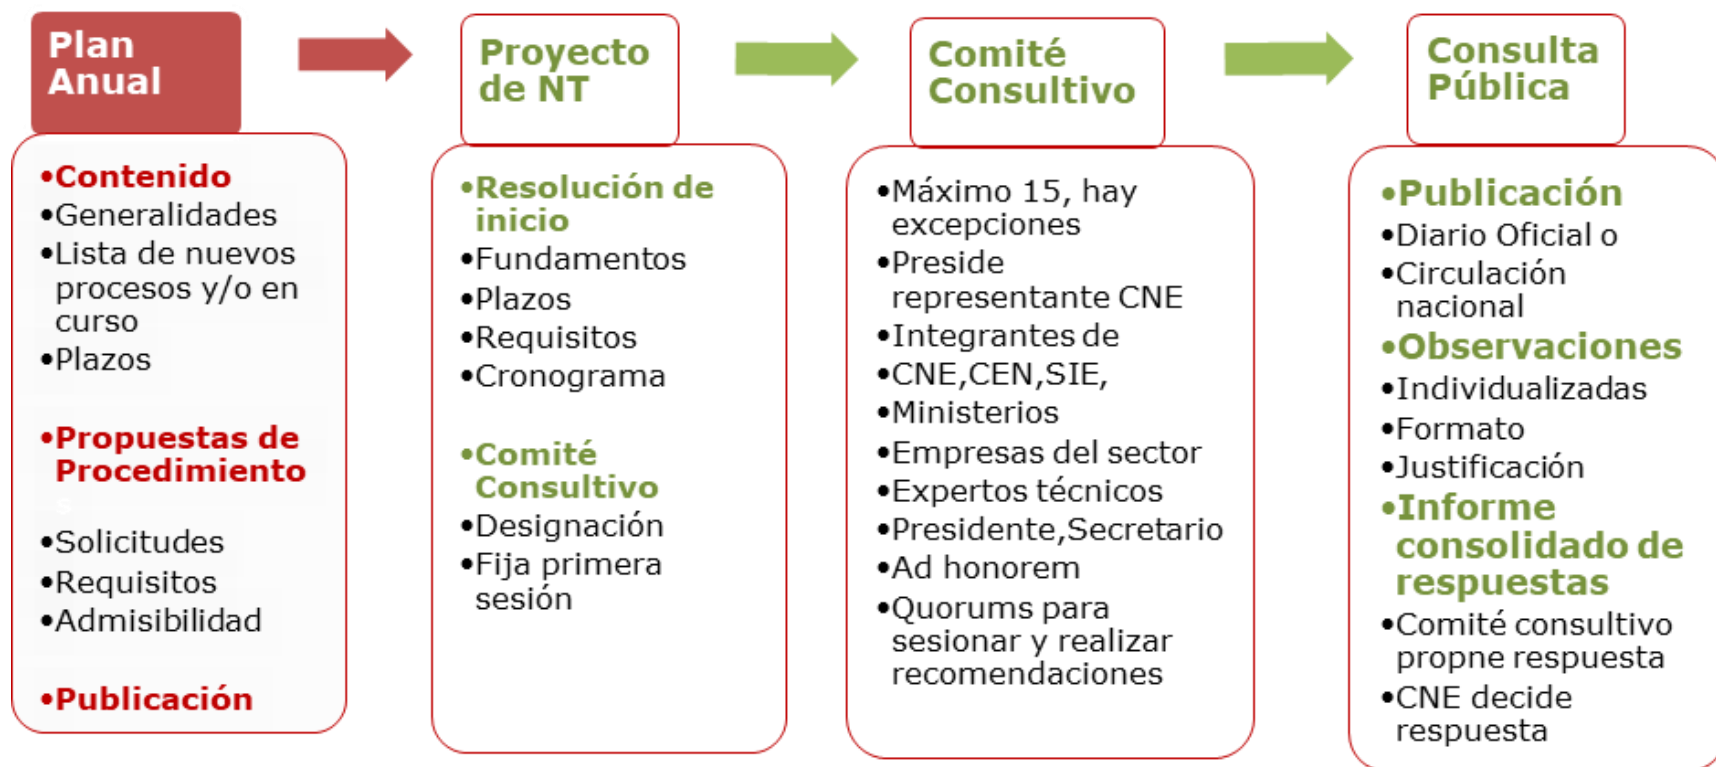 Plan
Anual
•Contenido
•Generalidades
•Lista de nuevos
procesos y/o en
curso
•Plazos
•Propuestas de
Procedimiento
s
•Solicitudes
•Requisitos
•Admisibilidad
•Publicación
Proyecto
de NT
•Resolución de
inicio
•Fundamentos
•Plazos
•Requisitos
•Cronograma
•Comité
Consultivo
•Designación
•Fija primera
sesión
Comité
Consultivo
•Máximo 15, hay
excepciones
•Preside
representante CNE
•Integrantes de
•CNE,CEN,SIE,
•Ministerios
•Empresas del sector
•Expertos técnicos
•Presidente,Secretario
•Ad honorem
•Quorums para
sesionar y realizar
recomendaciones
Consulta
Pública
•Publicación
•Diario Oficial o
•Circulación
nacional
•Observaciones
•Individualizadas
•Formato
•Justificación
•Informe
consolidado de
respuestas
•Comité consultivo
propne respuesta
•CNE decide
respuesta